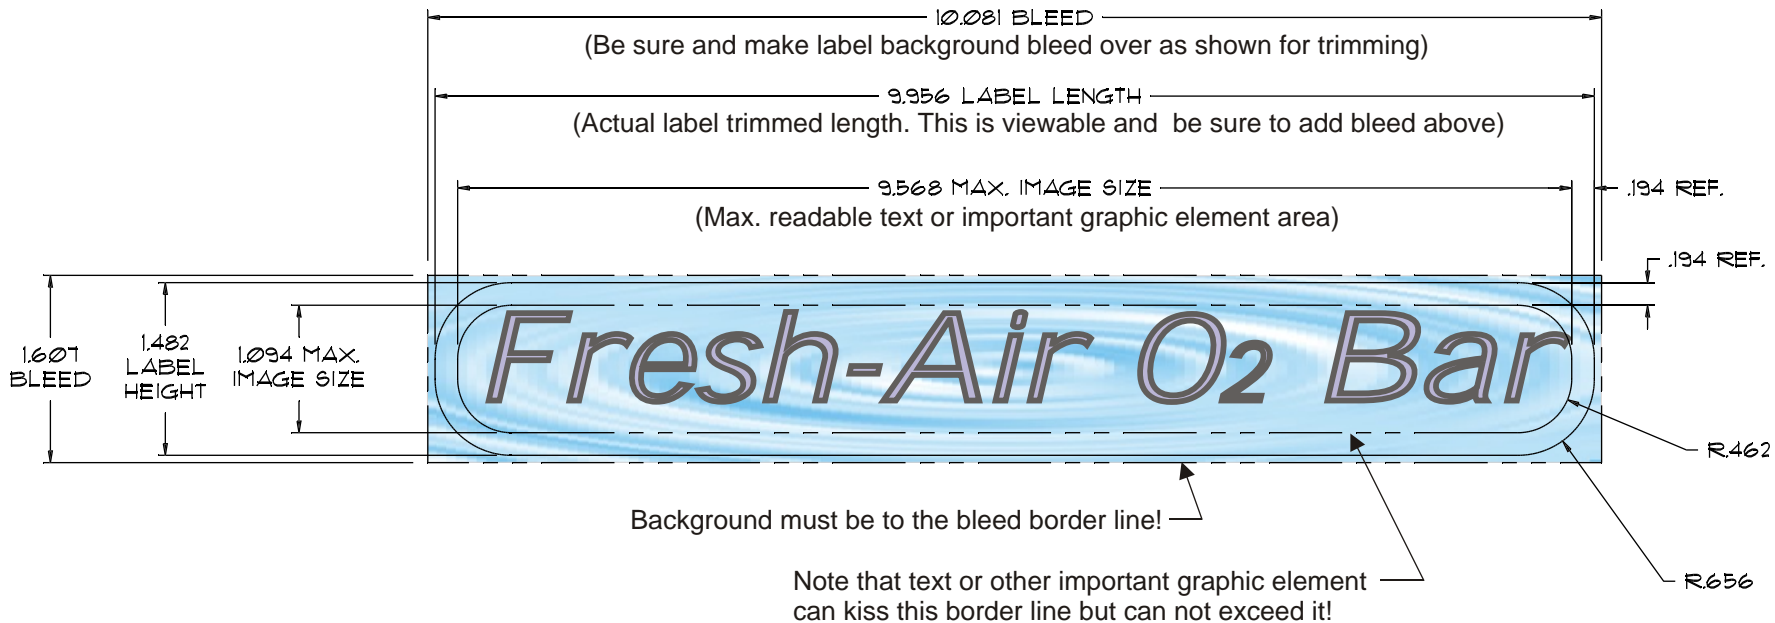 10.081 BLEED
(Be sure and make label background bleed over as shown for trimming)
9.956 LABEL LENGTH
(Actual label trimmed length. This is viewable and  be sure to add bleed above)
9.568 MAX. IMAGE SIZE
.194 REF.
(Max. readable text or important graphic element area)
.194 REF.
1.607
BLEED
1.482
LABEL
HEIGHT
1.094 MAX.
IMAGE SIZE
Fresh-Air O2 Bar
R.462
Background must be to the bleed border line!
Note that text or other important graphic element
can kiss this border line but can not exceed it!
R.656